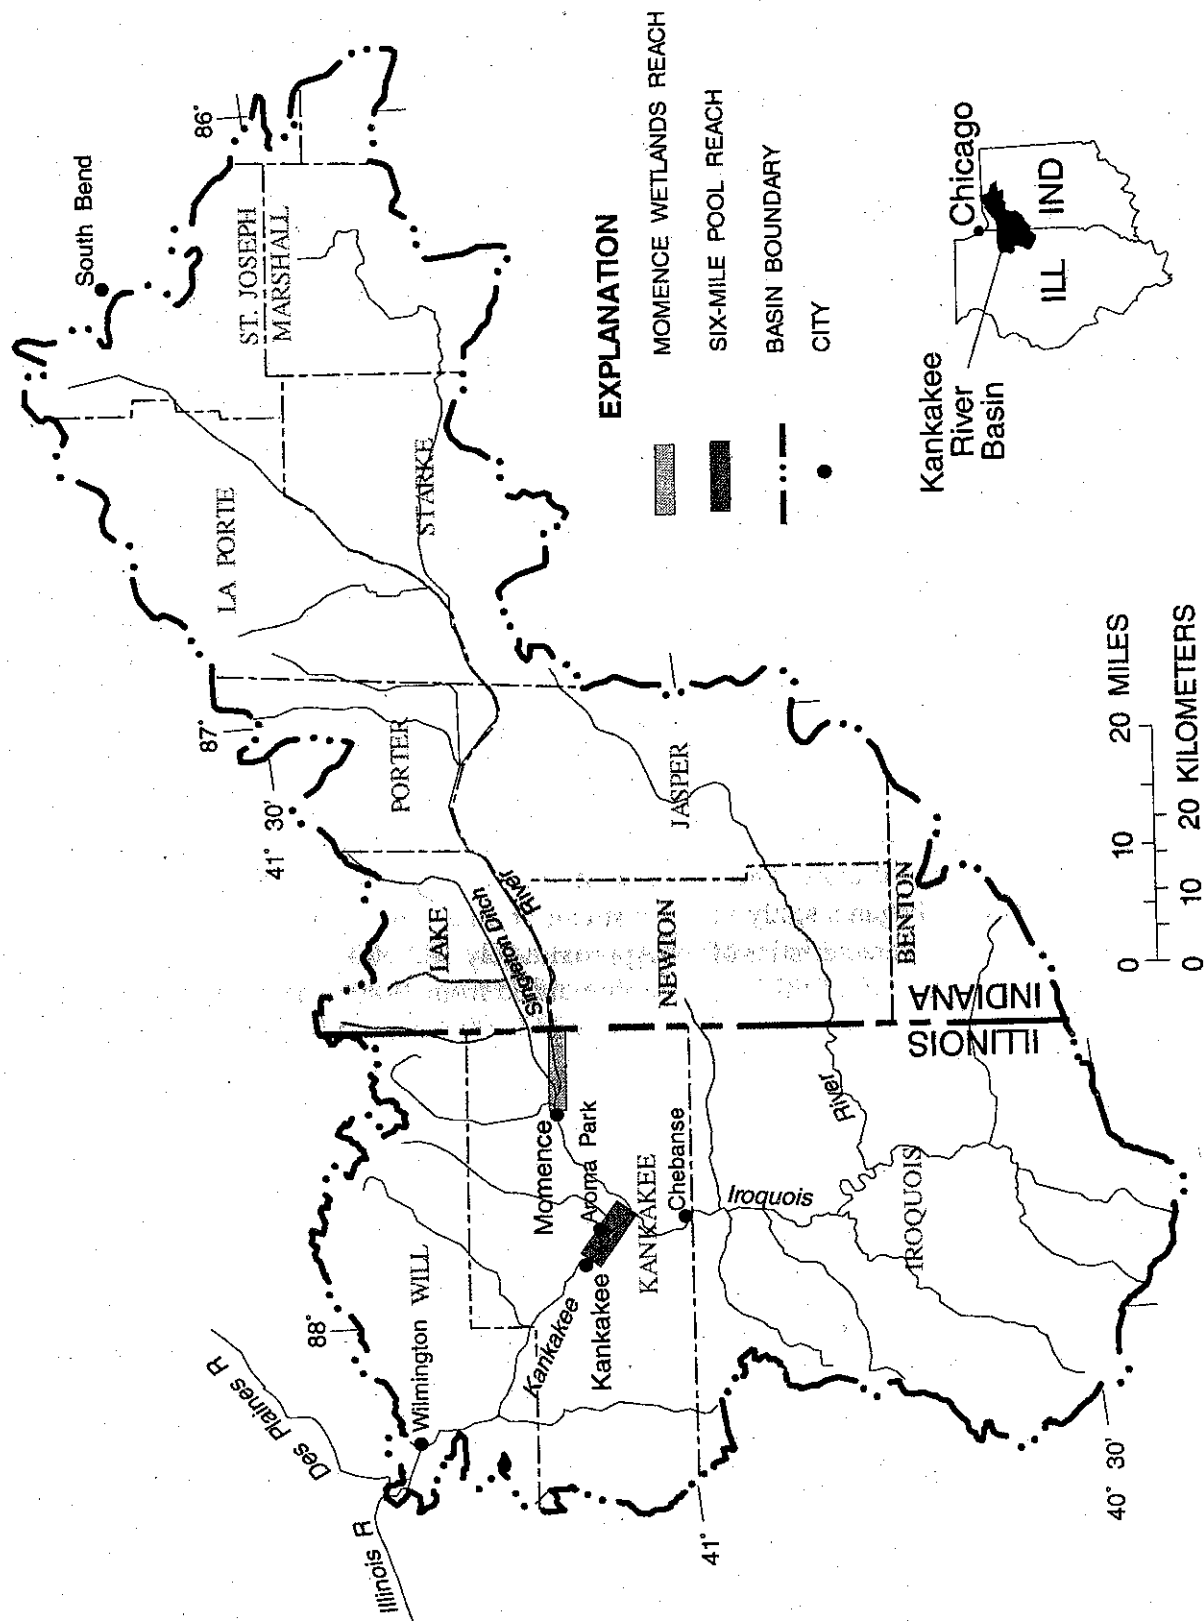 South Bend
86°
ST. JOSEPH
MARSHALL
LA PORTE
STARKE
87°
41° 30'
PORTER
JASPER
LAKE
Singleton Ditch
River
NEWTON
BENTON
INDIANA
ILLINOIS
River
Momence
Aroma Park
Chebanse
Iroquois
KANKAKEE
IROQUOIS
Kankakee
Kankakee
WILL
Wilmington
88°
Des Plaines R
Illinois R
41°
40° 30'
EXPLANATION
MOMENCE WETLANDS REACH
SIX-MILE POOL REACH
BASIN BOUNDARY
CITY
Kankakee
River
Basin
Chicago
ILL
IND
0 10 20 MILES
0 10 20 KILOMETERS